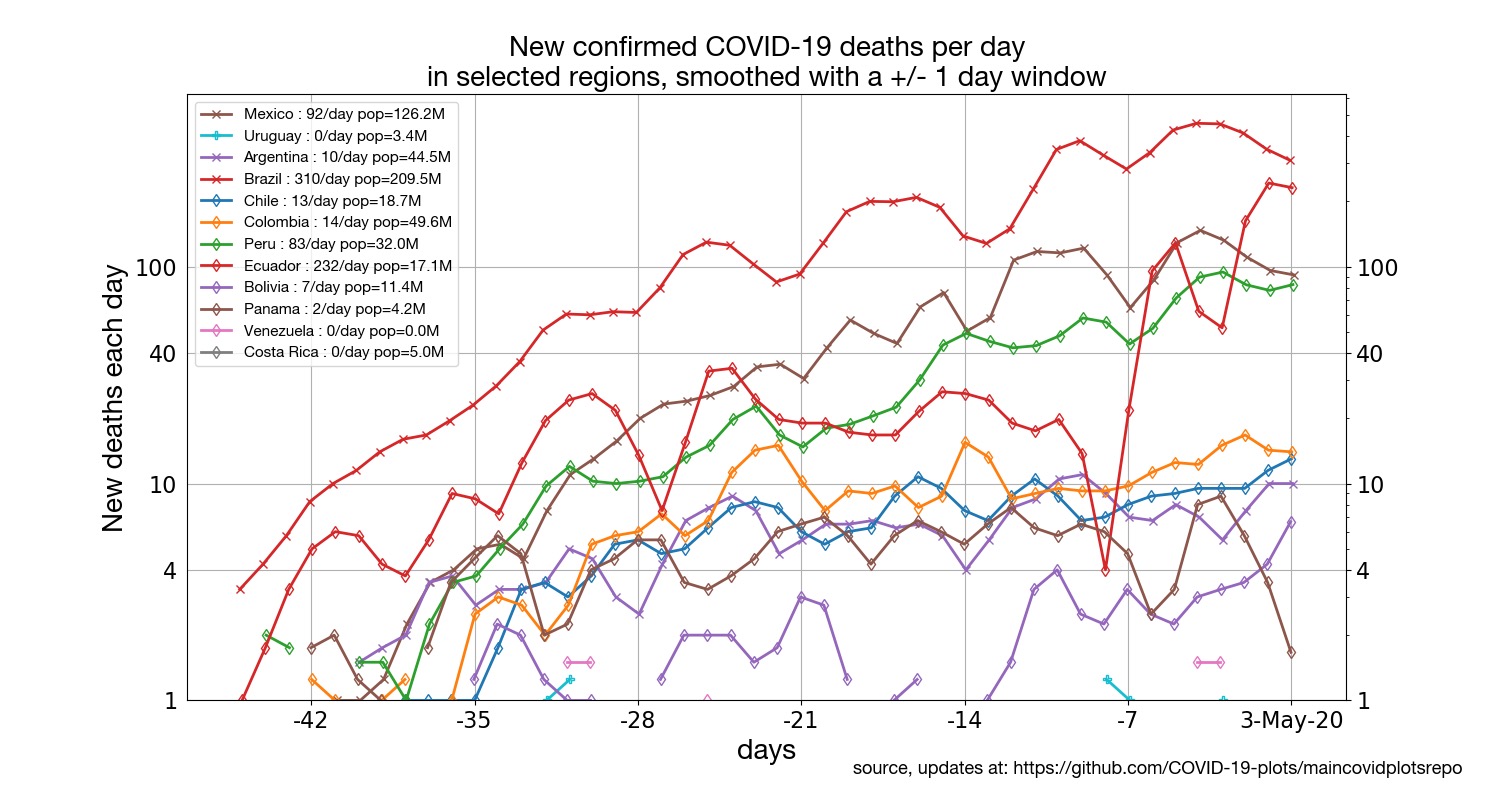 New confirmed COVID-19 deaths per day
in selected regions, smoothed with a +/- 1 day window
Mexico : 92/day pop=126.2M
Uruguay : 0/day pop=3.4M
Argentina : 10/day pop=44.5M
Brazil : 310/day pop=209.5M
Chile : 13/day pop=18.7M
Colombia : 14/day pop=49.6M
Peru : 83/day pop=32.0M
Ecuador : 232/day pop=17.1M
Bolivia : 7/day pop=11.4M
Panama : 2/day pop=4.2M
Venezuela : 0/day pop=0.0M
Costa Rica : 0/day pop=5.0M
New deaths each day
100 100
40 40
10 10
4 4
1 1
-42 -35 -28 -21 -14 -7 3-May-20
days
source, updates at: https://github.com/COVID-19-plots/maincovidplotsrepo